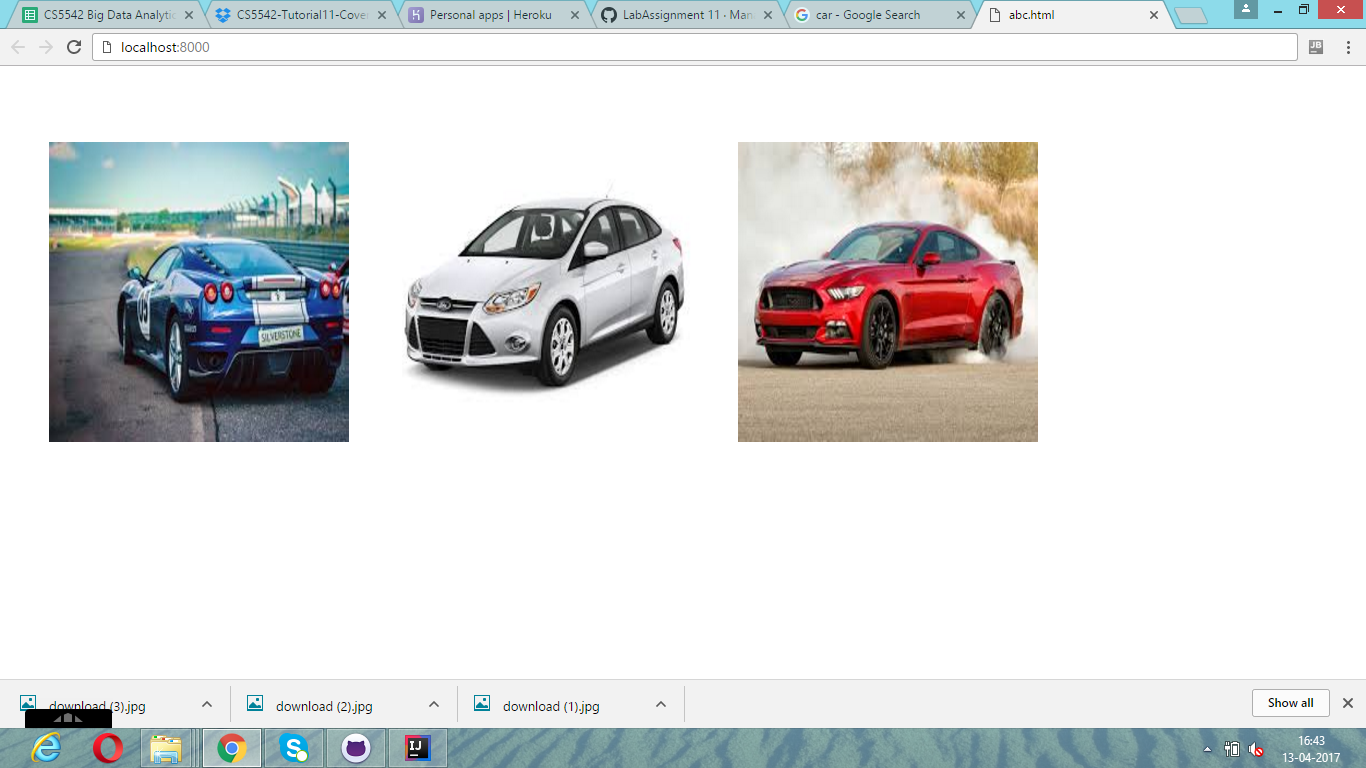 CS5542 Big Data Analytic
CS5542-Tutorial11-Cover
Personal apps | Heroku
LabAssignment 11 · Man
car - Google Search
abc.html
localhost:8000
JB
05
SILVERSTONE
download (3).jpg
download (2).jpg
download (1).jpg
Show all
IJ
16:43
13-04-2017